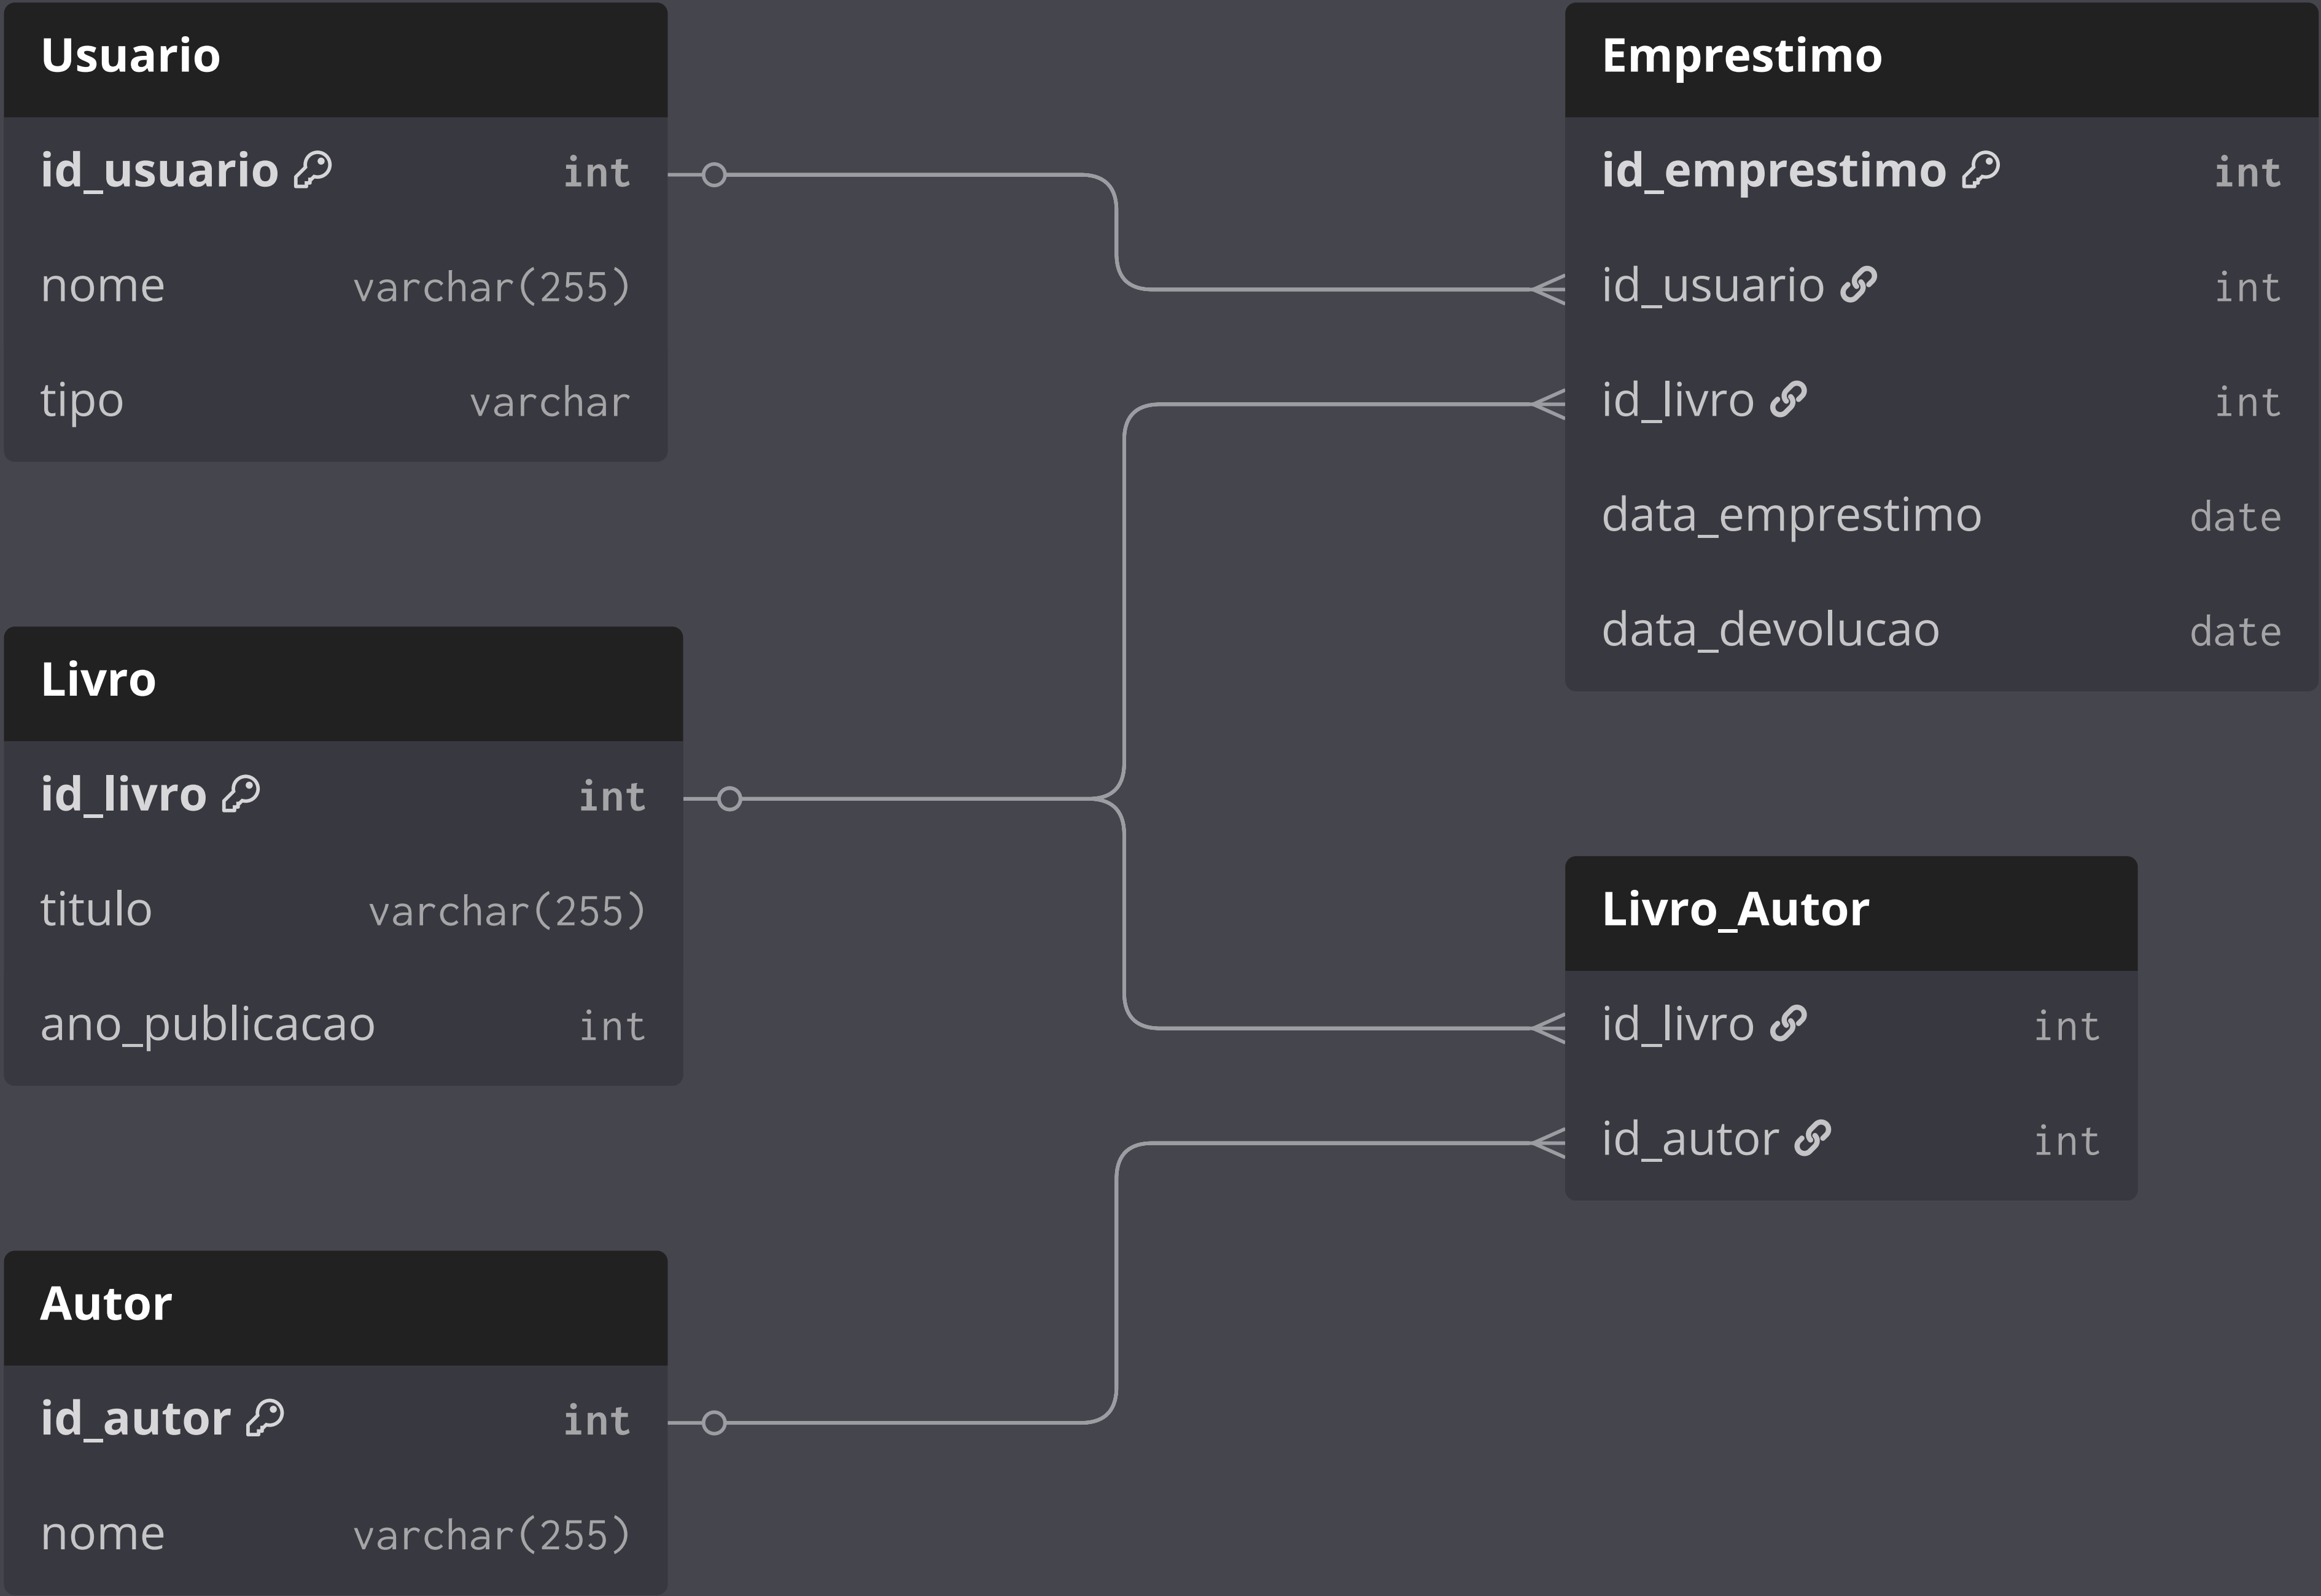 Usuario
id_usuario int
nome varchar(255)
tipo varchar
Livro
id_livro int
titulo varchar(255)
ano_publicacao int
Autor
id_autor int
nome varchar(255)
Emprestimo
id_emprestimo int
id_usuario int
id_livro int
data_emprestimo date
data_devolucao date
Livro_Autor
id_livro int
id_autor int